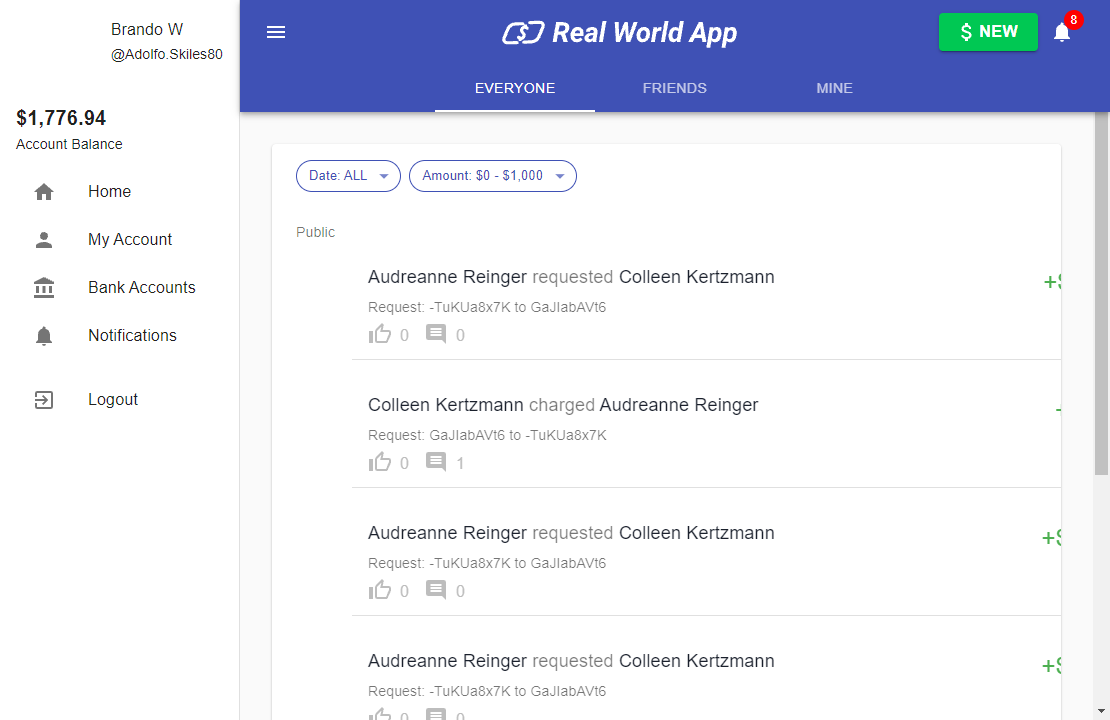 Brando W
@Adolfo.Skiles80
$1,776.94
Account Balance
Home
My Account
Bank Accounts
Notifications
Logout
Real World App
$ NEW
8
EVERYONE
FRIENDS
MINE
Date: ALL
Amount: $0 - $1,000
Public
Audreanne Reinger requested Colleen Kertzmann
Request: -TuKUa8x7K to GaJIabAVt6
0 0
+$
Colleen Kertzmann charged Audreanne Reinger
Request: GaJIabAVt6 to -TuKUa8x7K
0 1
-
Audreanne Reinger requested Colleen Kertzmann
Request: -TuKUa8x7K to GaJIabAVt6
0 0
+$
Audreanne Reinger requested Colleen Kertzmann
Request: -TuKUa8x7K to GaJIabAVt6
0 0
+$